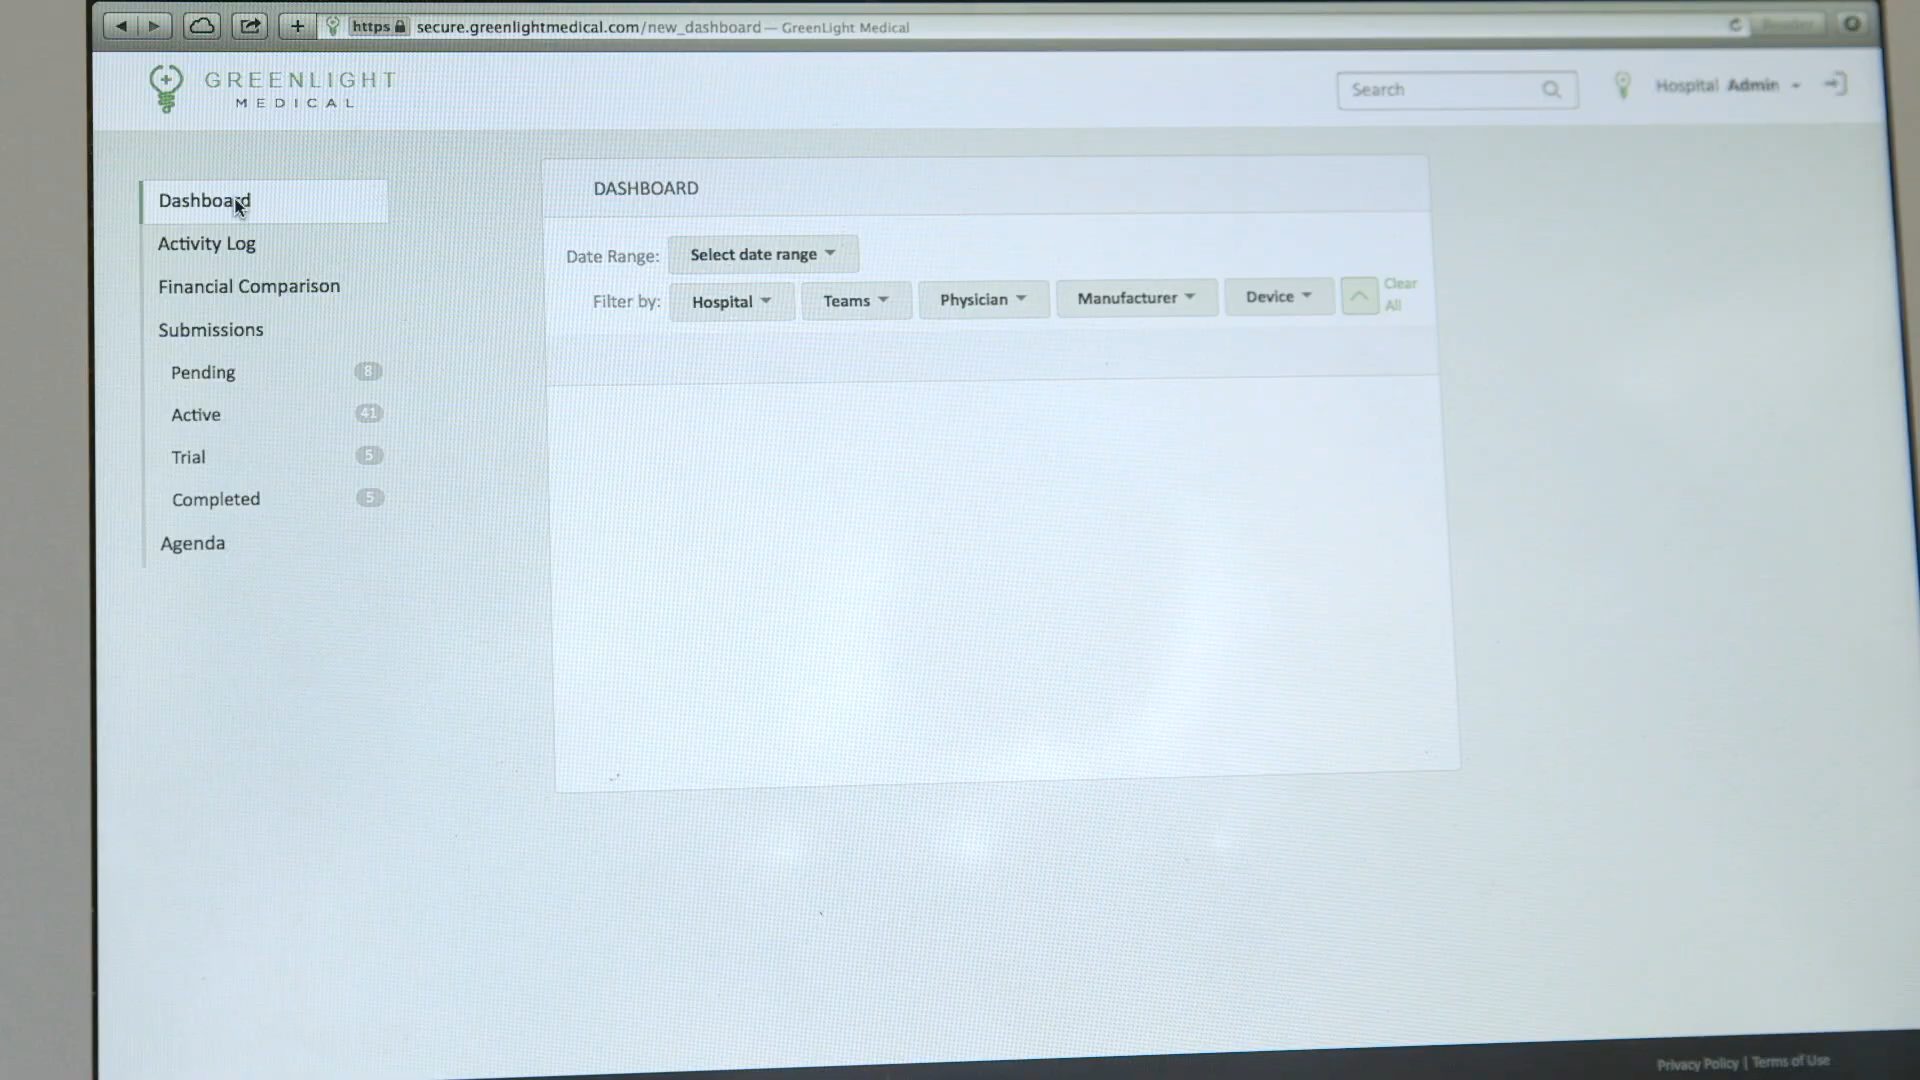 https secure.greenlightmedical.com/new_dashboard — GreenLight Medical
GREENLIGHT
MEDICAL
Search
Hospital Admin
Dashboard
Activity Log
Financial Comparison
Submissions
Pending 8
Active 41
Trial 5
Completed 5
Agenda
DASHBOARD
Date Range: Select date range
Filter by: Hospital Teams Physician Manufacturer Device Clear
All
Privacy Policy | Terms of Use